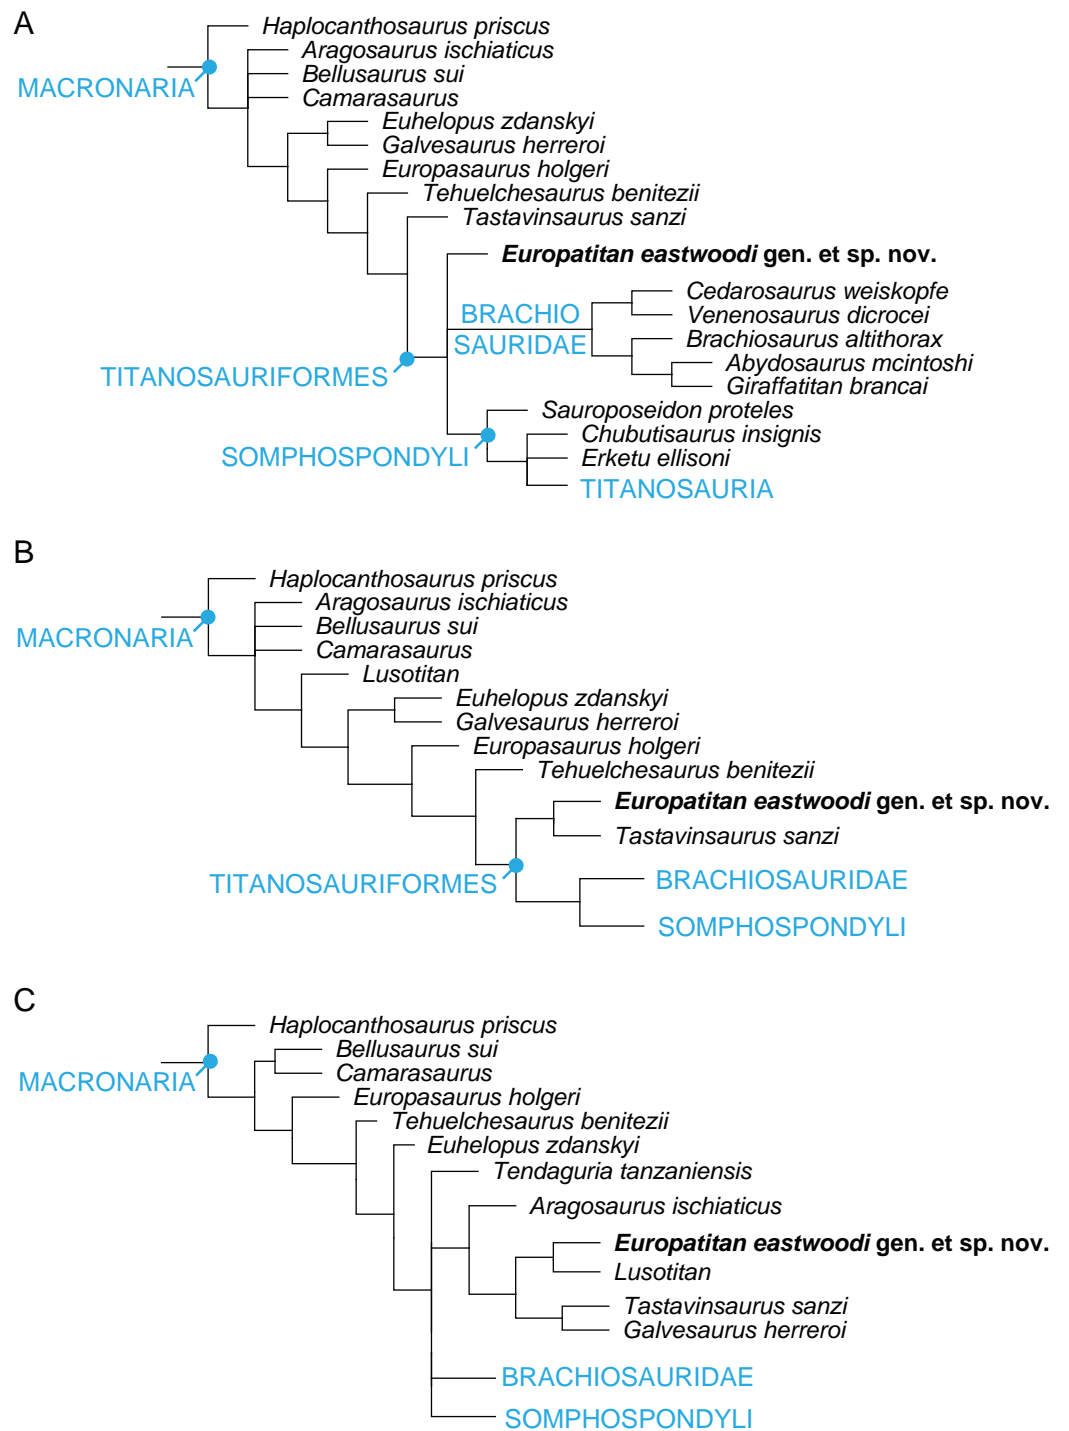 A
Haplocanthosaurus priscus
Aragosaurus ischiaticus
Bellusaurus sui
MACRONARIA
Camarasaurus
Euhelopus zdanskyi
Galvesaurus herreroi
Europasaurus holgeri
Tehuelchesaurus benitezii
Tastavinsaurus sanzi
Europatitan eastwoodi gen. et sp. nov.
Cedarosaurus weiskopfe
BRACHIO
Venenosaurus dicrocei
Brachiosaurus altithorax
SAURIDAE
Abydosaurus mcintoshi
TITANOSAURIFORMES
Giraffatitan brancai
Sauroposeidon proteles
Chubutisaurus insignis
SOMPHOSPONDYLI
Erketu ellisoni
TITANOSAURIA
B
Haplocanthosaurus priscus
Aragosaurus ischiaticus
Bellusaurus sui
MACRONARIA
Camarasaurus
Lusotitan
Euhelopus zdanskyi
Galvesaurus herreroi
Europasaurus holgeri
Tehuelchesaurus benitezii
Europatitan eastwoodi gen. et sp. nov.
Tastavinsaurus sanzi
TITANOSAURIFORMES
BRACHIOSAURIDAE
SOMPHOSPONDYLI
C
Haplocanthosaurus priscus
Bellusaurus sui
Camarasaurus
MACRONARIA
Europasaurus holgeri
Tehuelchesaurus benitezii
Euhelopus zdanskyi
Tendaguria tanzaniensis
Aragosaurus ischiaticus
Europatitan eastwoodi gen. et sp. nov.
Lusotitan
Tastavinsaurus sanzi
Galvesaurus herreroi
BRACHIOSAURIDAE
SOMPHOSPONDYLI